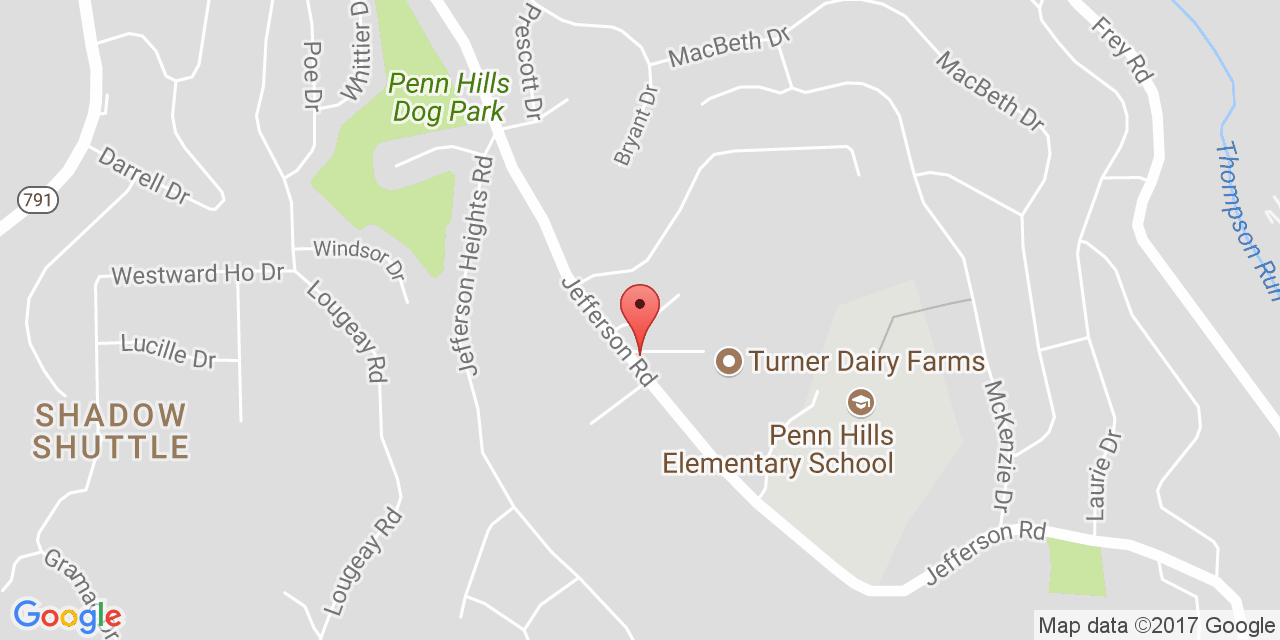 Poe Dr
Whittier D
Prescott Dr
MacBeth Dr
Frey Rd
Penn Hills
Dog Park
Bryant Dr
MacBeth Dr
Darrell Dr
791
Thompson Run
Windsor Dr
Westward Ho Dr
Jefferson Heights Rd
Lougeay Rd
Jefferson Rd
Lucille Dr
Turner Dairy Farms
SHADOW
SHUTTLE
Penn Hills
Elementary School
McKenzie Dr
Laurie Dr
Lougeay Rd
Jefferson Rd
Grama Dr
Google
Map data ©2017 Google